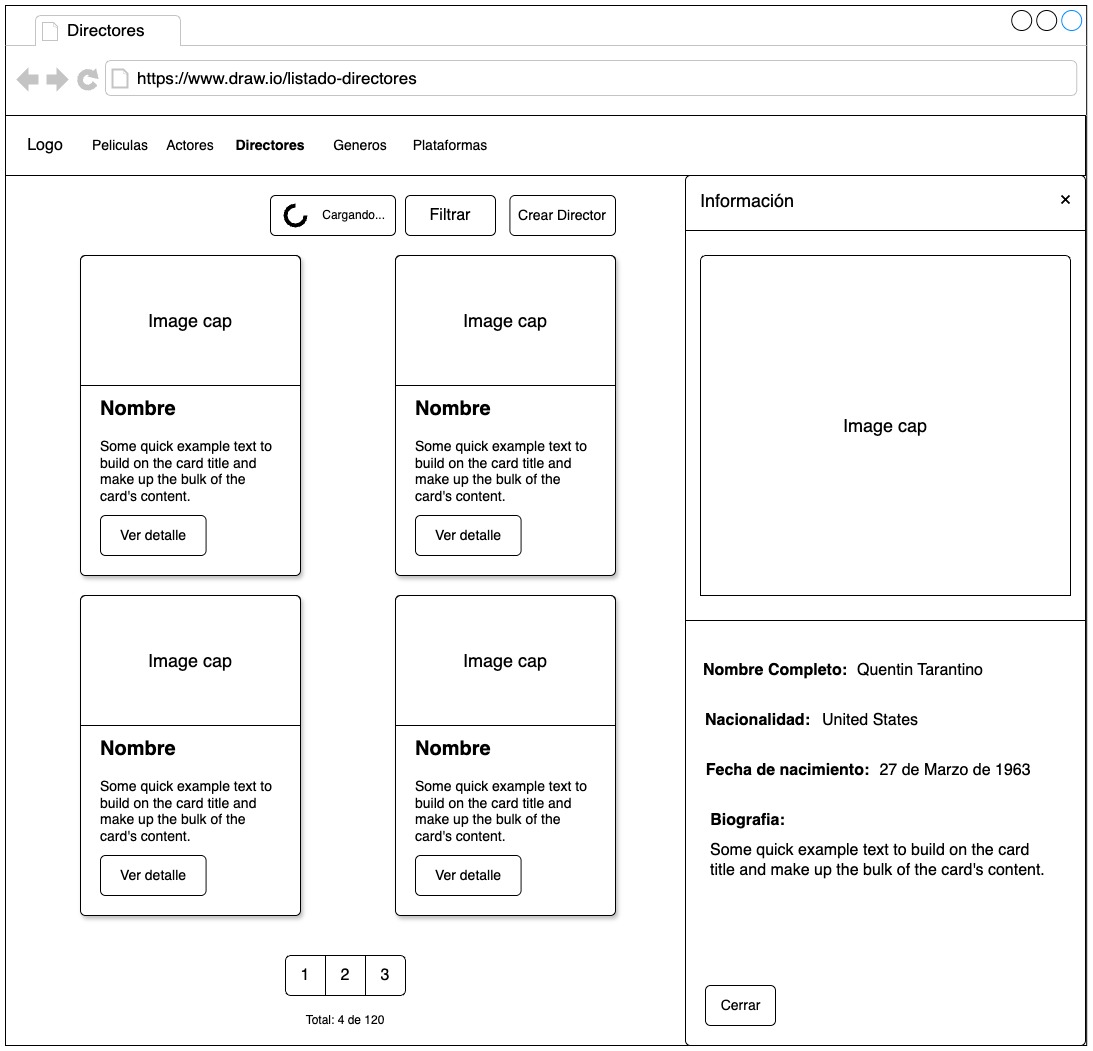 Directores
https://www.draw.io/listado-directores
Logo Peliculas Actores Directores Generos Plataformas
Cargando... Filtrar Crear Director
Image cap
Nombre
Some quick example text to
build on the card title and
make up the bulk of the
card's content.
Ver detalle
Image cap
Nombre
Some quick example text to
build on the card title and
make up the bulk of the
card's content.
Ver detalle
Image cap
Nombre
Some quick example text to
build on the card title and
make up the bulk of the
card's content.
Ver detalle
Image cap
Nombre
Some quick example text to
build on the card title and
make up the bulk of the
card's content.
Ver detalle
1 2 3
Total: 4 de 120
Información ×
Image cap
Nombre Completo: Quentin Tarantino
Nacionalidad: United States
Fecha de nacimiento: 27 de Marzo de 1963
Biografia:
Some quick example text to build on the card
title and make up the bulk of the card's content.
Cerrar